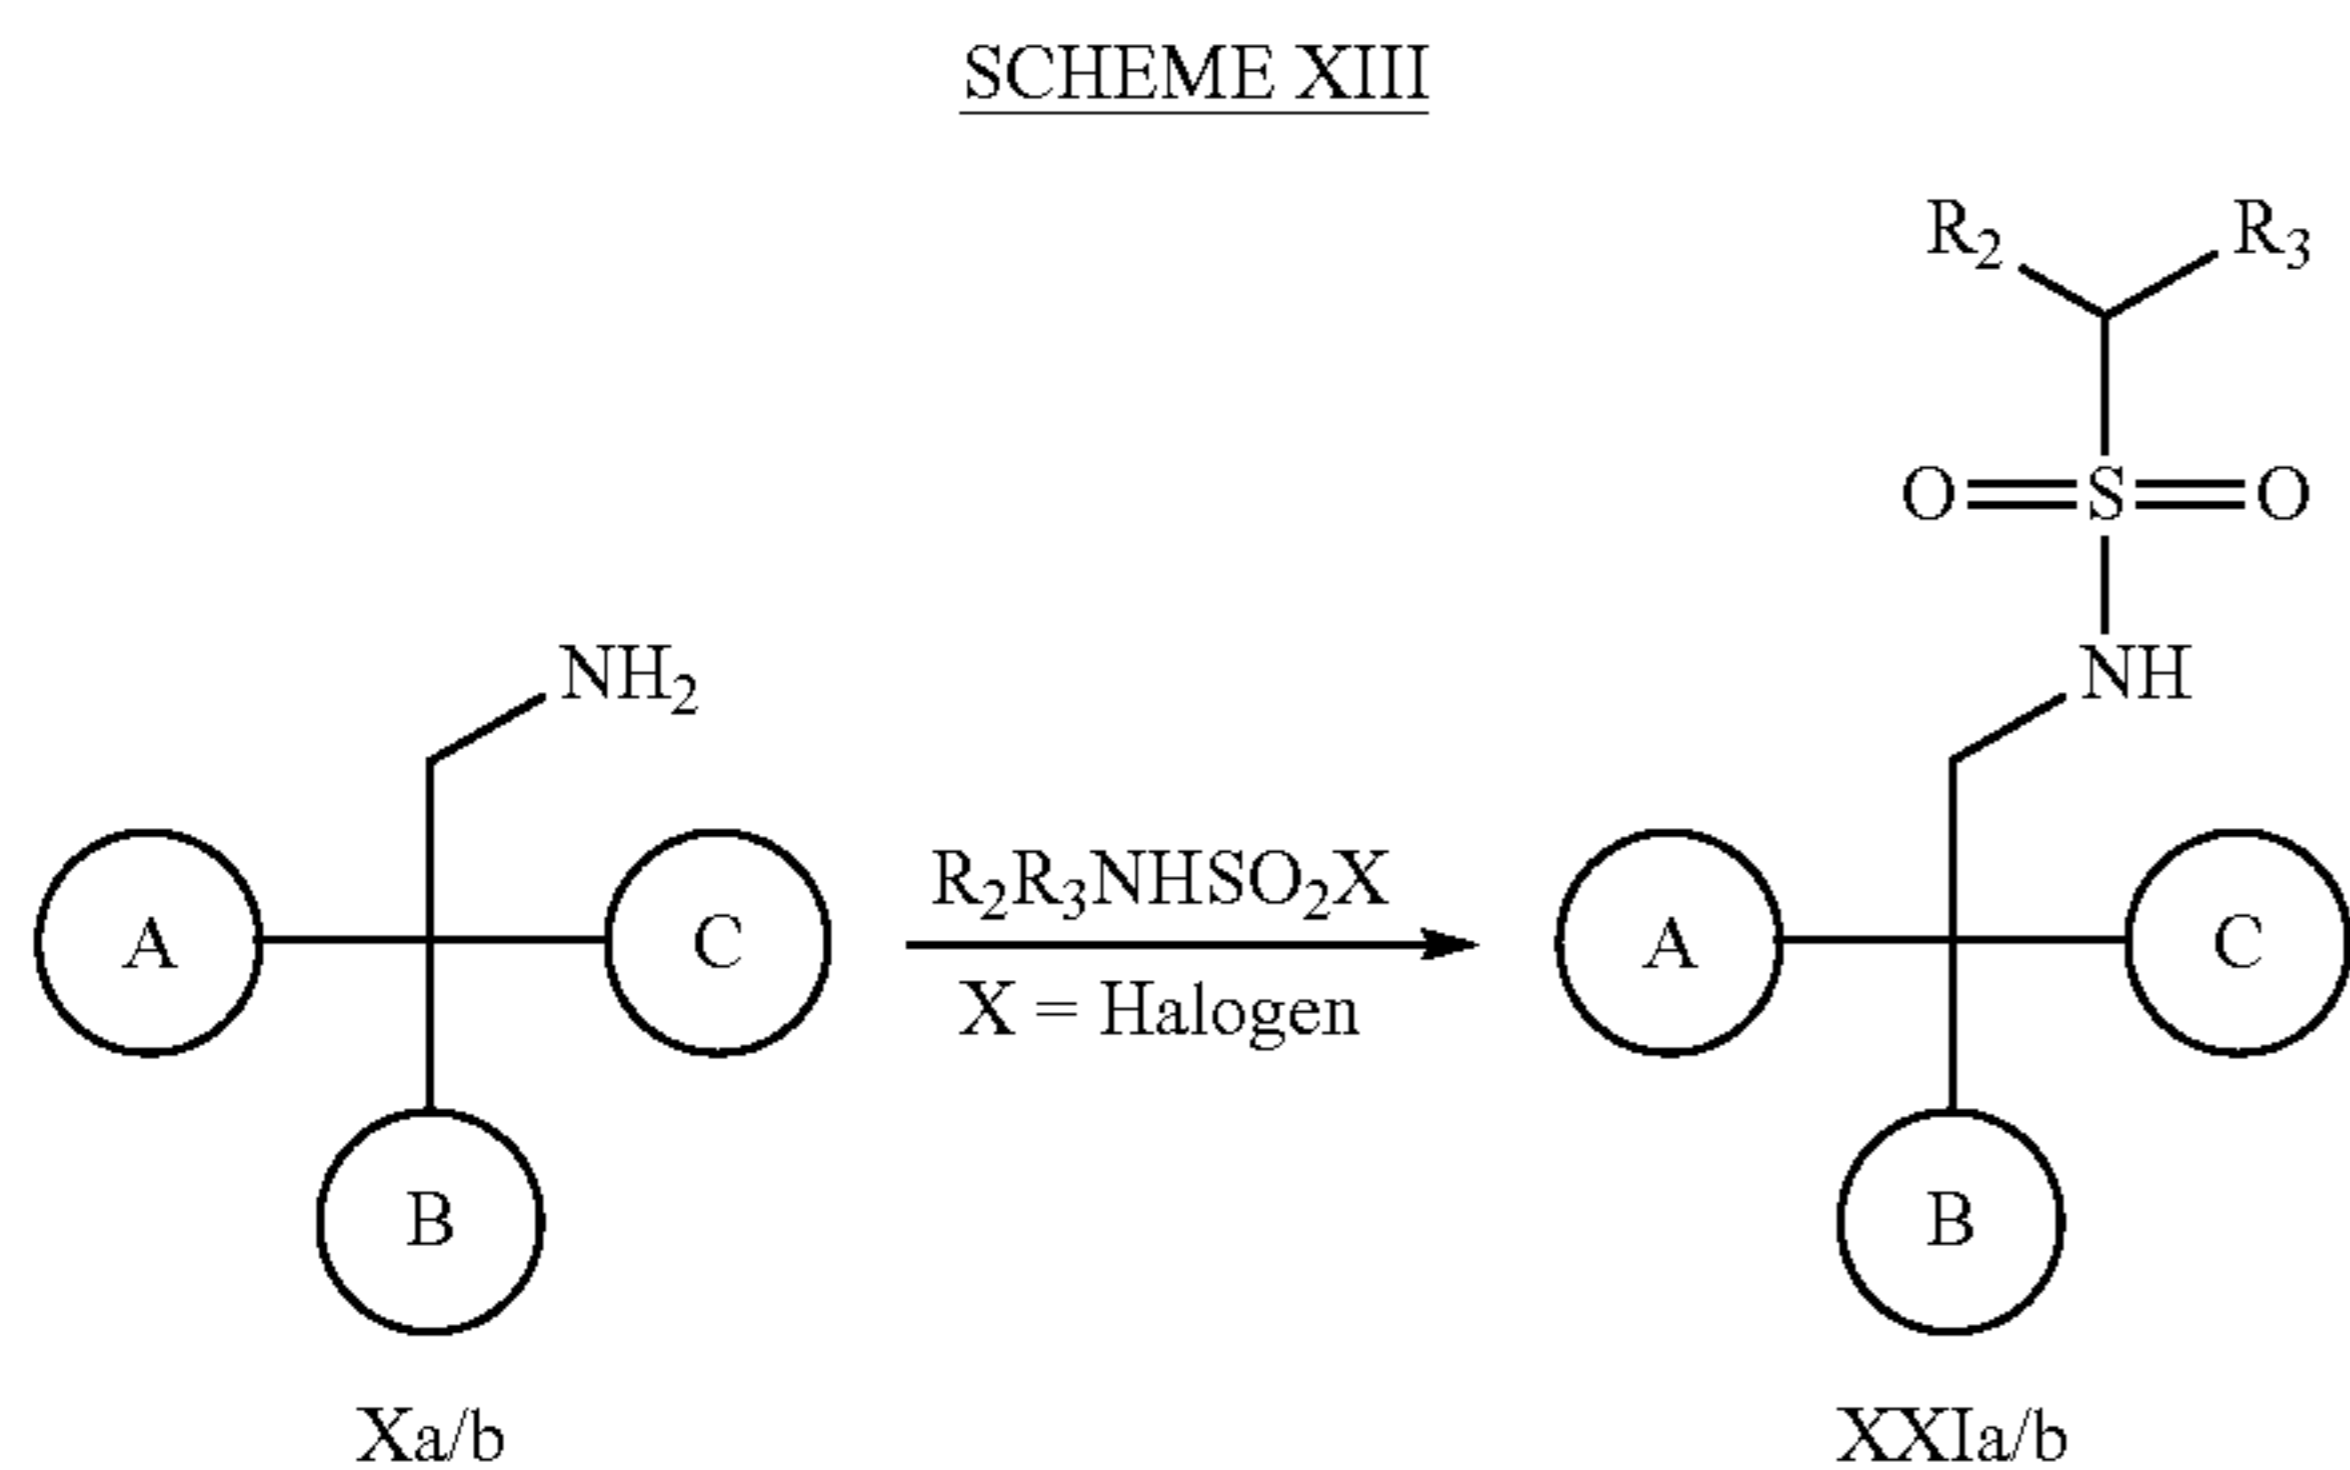 SCHEME XIII
R₂ R₃
O=S=O
NH₂ NH
A C R₂R₃NHSO₂X A C
X = Halogen
B B
Xa/b XXIa/b